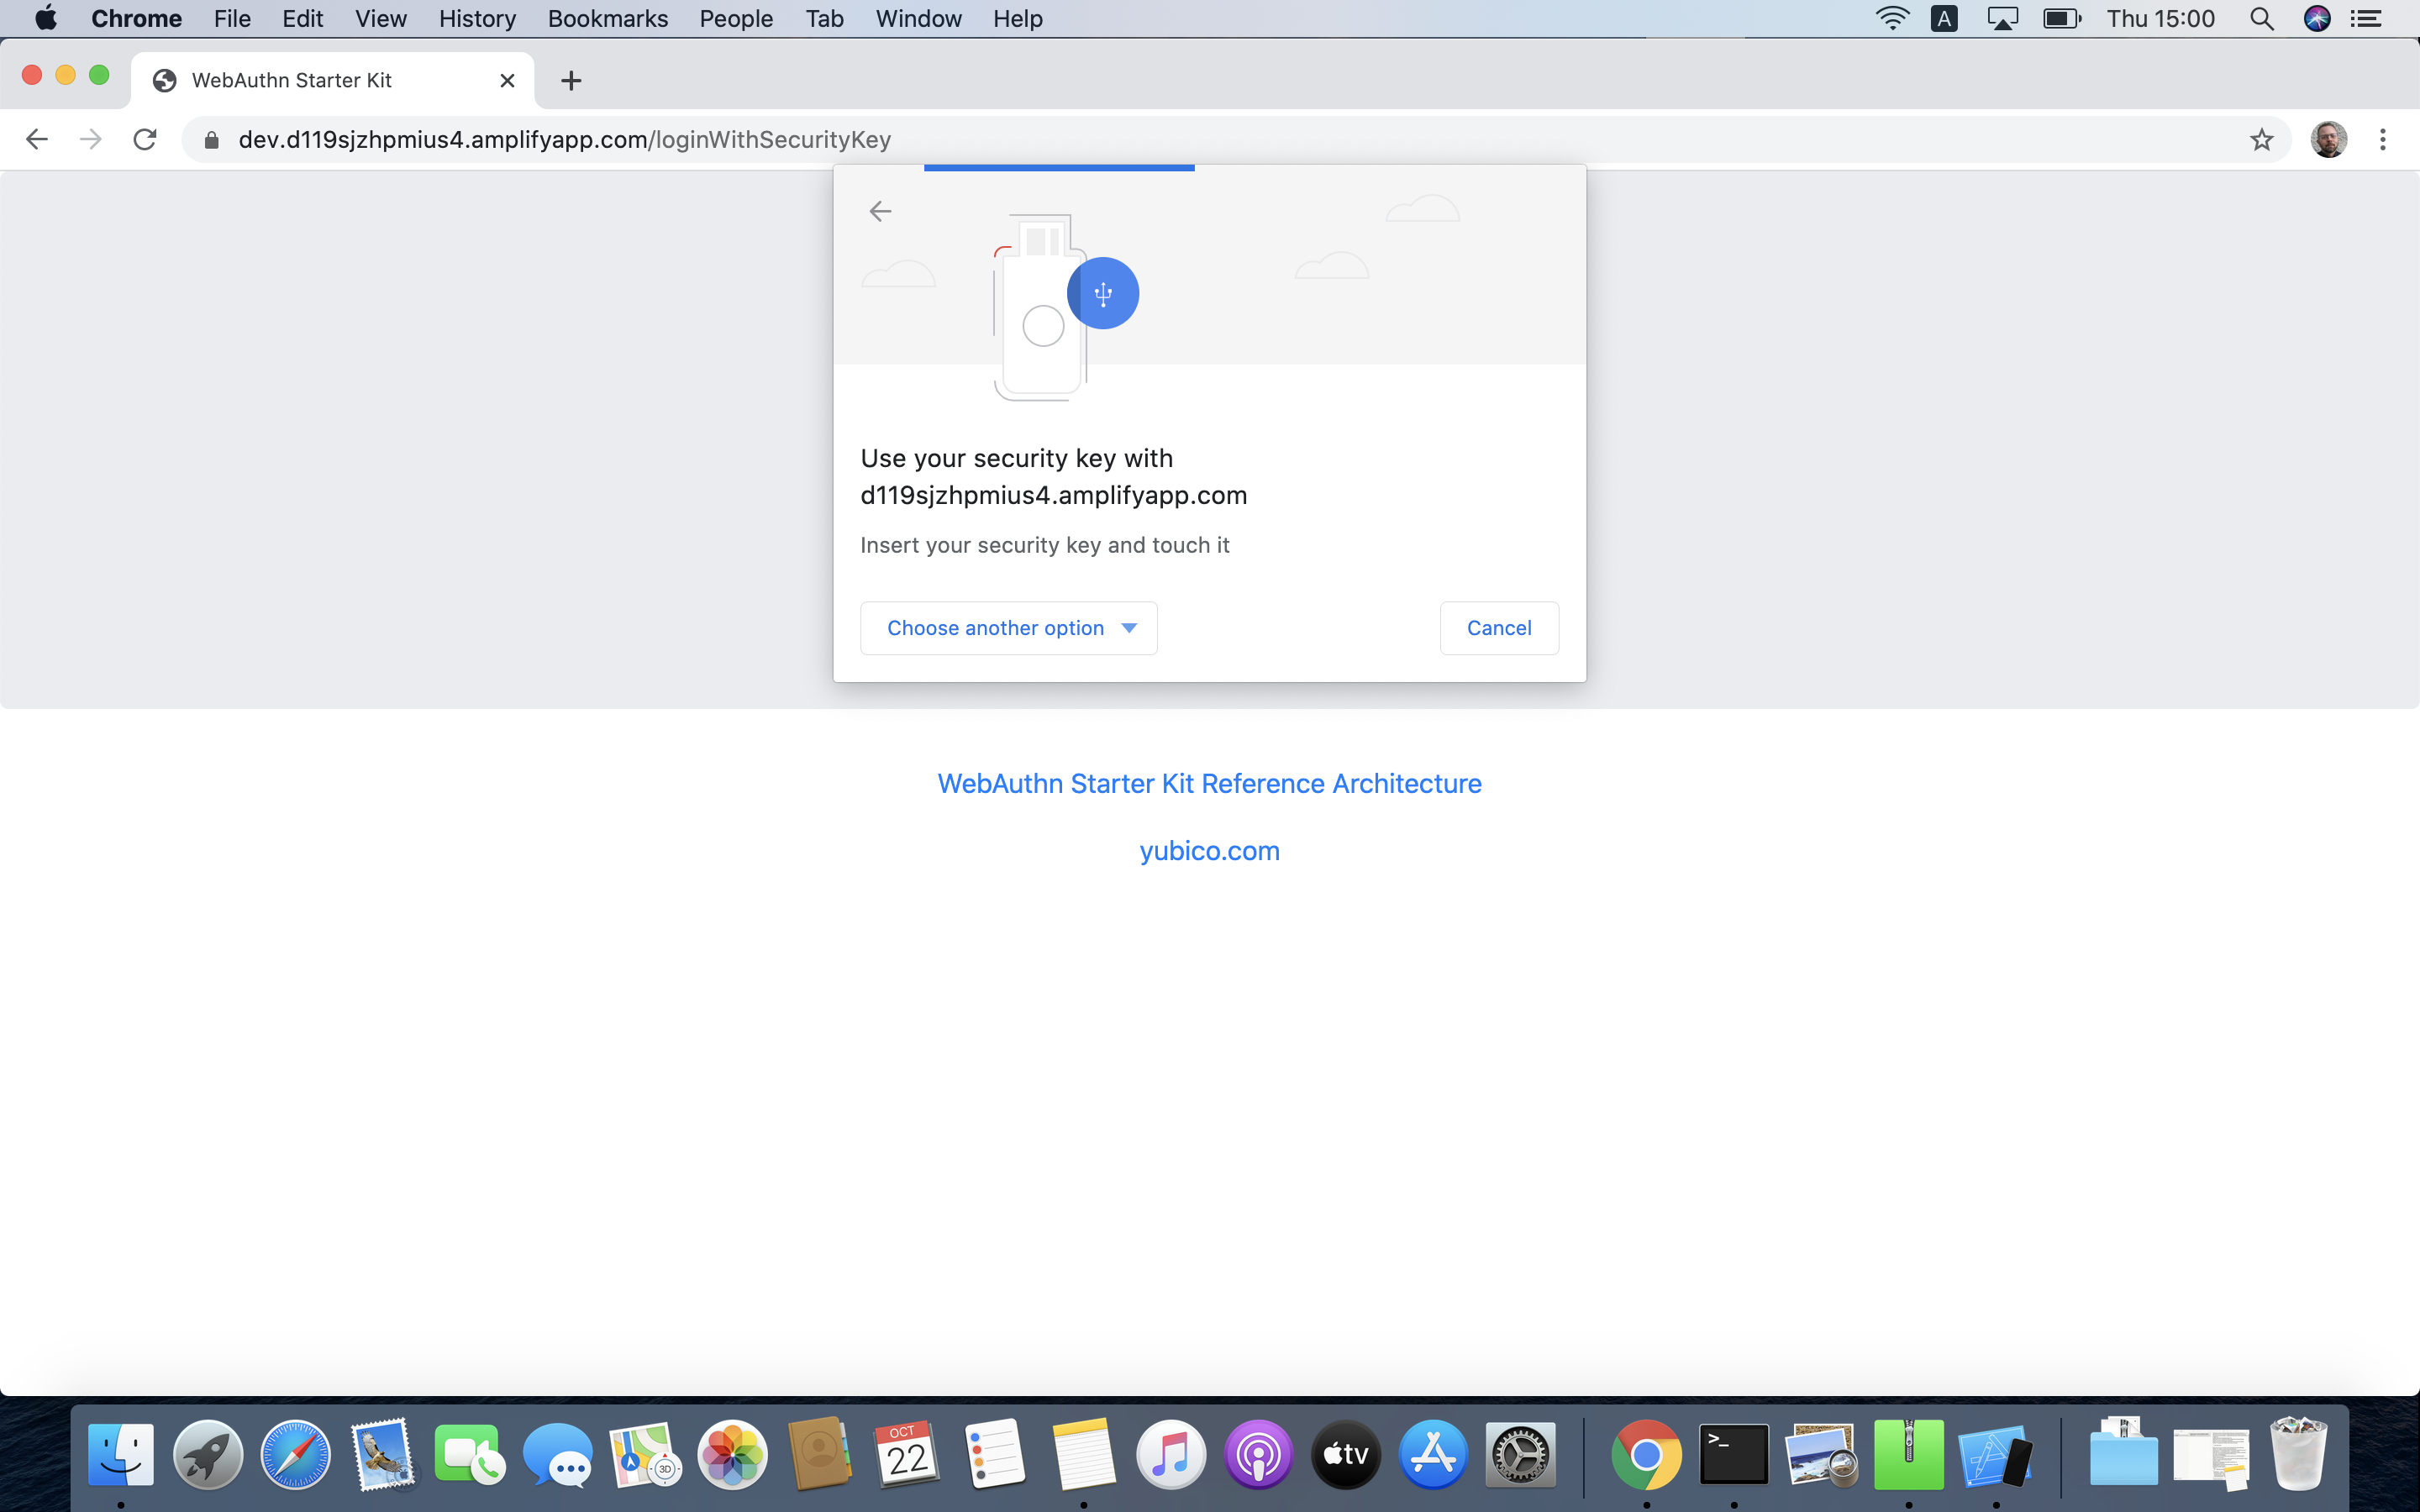 Chrome File Edit View History Bookmarks People Tab Window Help A Thu 15:00
WebAuthn Starter Kit
dev.d119sjzhpmius4.amplifyapp.com/loginWithSecurityKey
Use your security key with
d119sjzhpmius4.amplifyapp.com
Insert your security key and touch it
Choose another option Cancel
WebAuthn Starter Kit Reference Architecture
yubico.com
OCT
22
3D
tv
>_